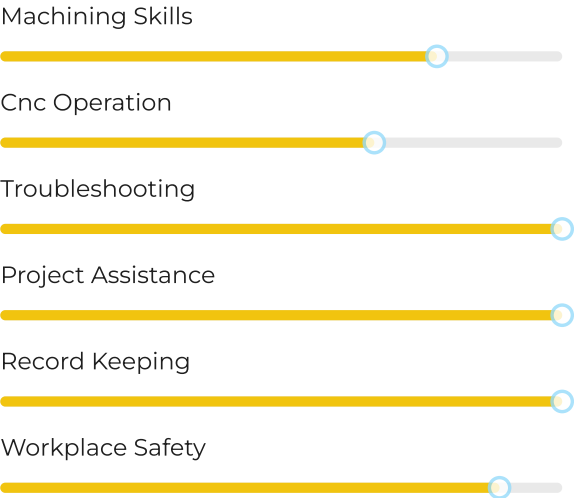 Machining Skills
Cnc Operation
Troubleshooting
Project Assistance
Record Keeping
Workplace Safety